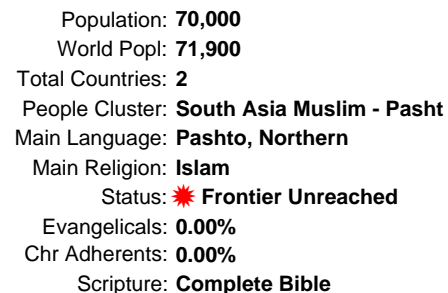 Population: 70,000
World Popl: 71,900
Total Countries: 2
People Cluster: South Asia Muslim - Pasht
Main Language: Pashto, Northern
Main Religion: Islam
Status: Frontier Unreached
Evangelicals: 0.00%
Chr Adherents: 0.00%
Scripture: Complete Bible